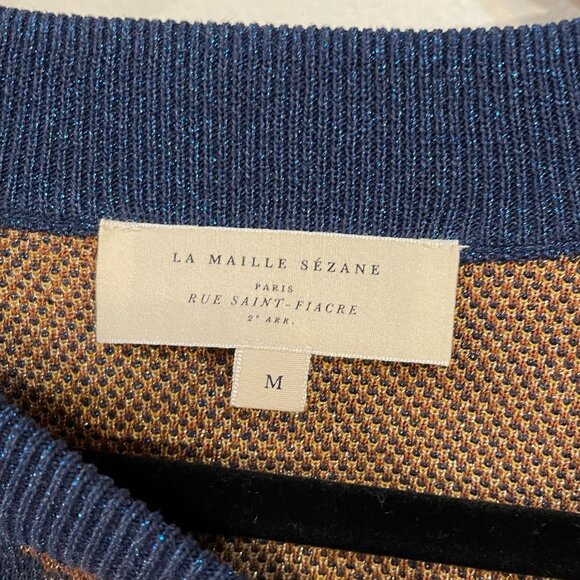 LA MAILLE SÉZANE
PARIS
RUE SAINT-FIACRE
2ᵉ ARR.
M